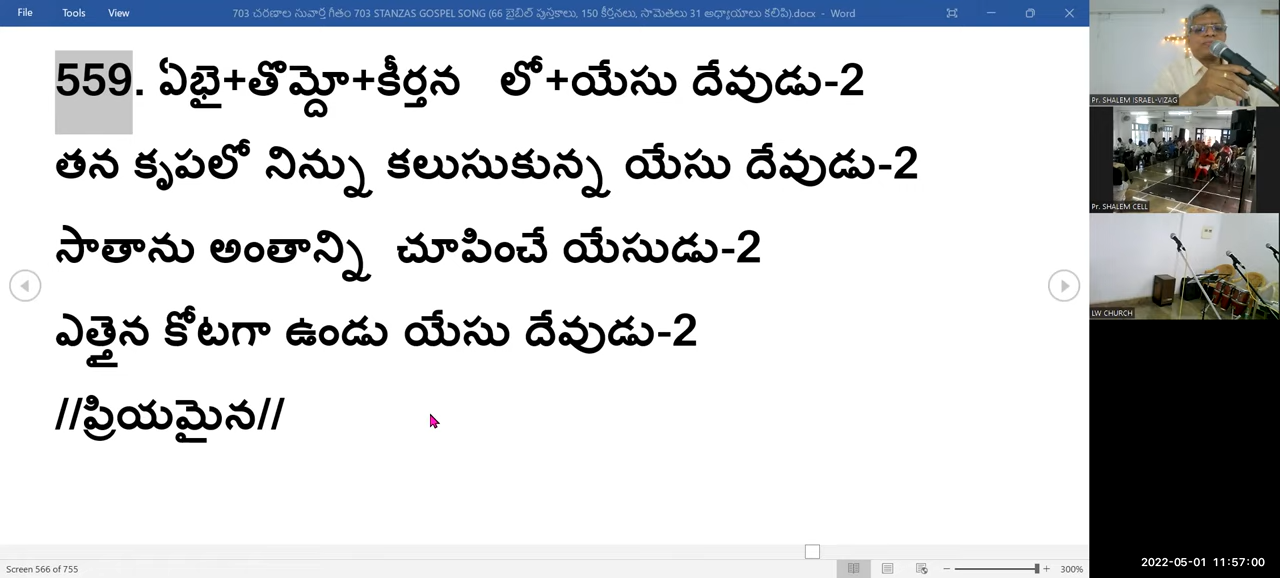 703 చరణాల సువార్త గీతం 703 STANZAS GOSPEL SONG (66 బైబిల్ పుస్తకాలు, 150 కీర్తనలు, సామెతలు 31 అధ్యాయాలు కలిపి).docx - Word
File Tools View
559. ఏభై+తొమ్దో+కీర్తన లో+యేసు దేవుడు-2
తన కృపలో నిన్ను కలుసుకున్న యేసు దేవుడు-2
సాతాను అంతాన్ని చూపించే యేసుడు-2
ఎత్తైన కోటగా ఉండు యేసు దేవుడు-2
//ప్రియమైన//
Pr. SHALEM ISRAEL-VIZAG
Pr. SHALEM CELL
LW CHURCH
2022-05-01 11:57:00
Screen 566 of 755
300%